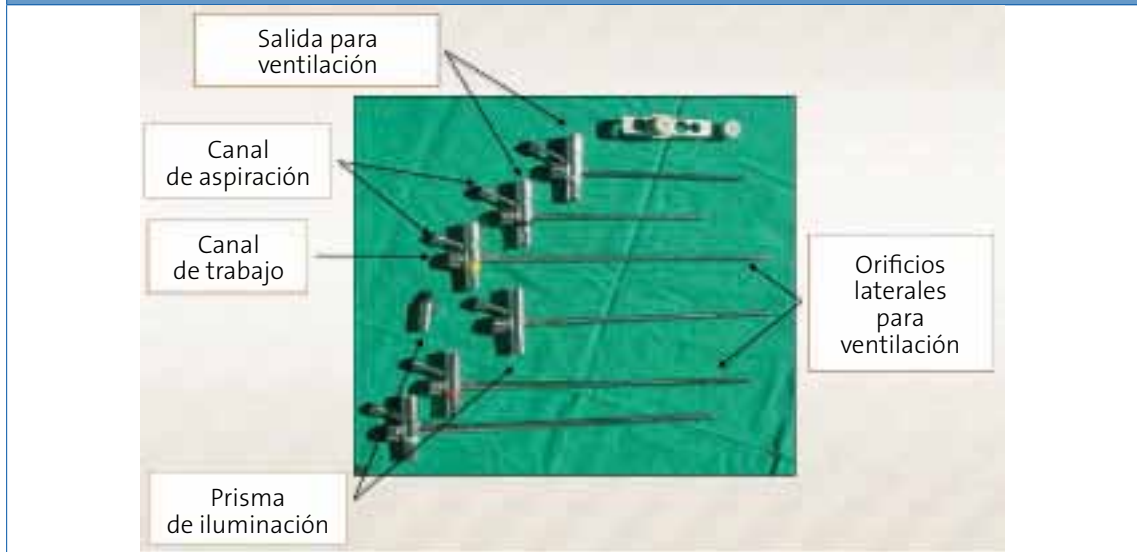 Salida para
ventilación
Canal
de aspiración
Canal
de trabajo
Orificios
laterales
para
ventilación
Prisma
de iluminación